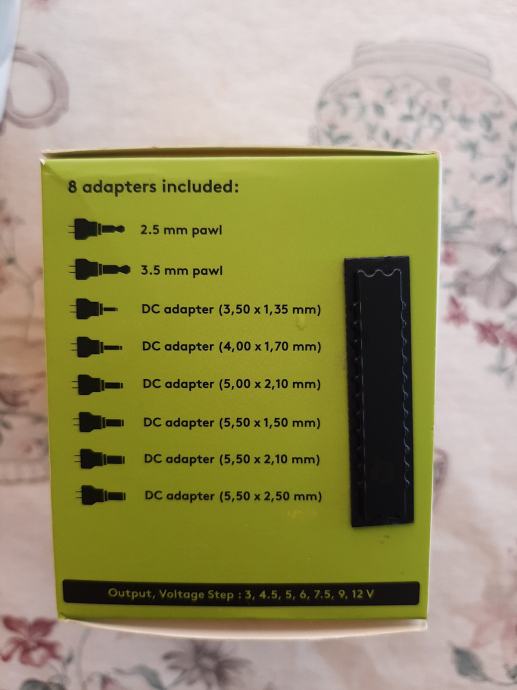 8 adapters included:
2.5 mm pawl
3.5 mm pawl
DC adapter (3,50 x 1,35 mm)
DC adapter (4,00 x 1,70 mm)
DC adapter (5,00 x 2,10 mm)
DC adapter (5,50 x 1,50 mm)
DC adapter (5,50 x 2,10 mm)
DC adapter (5,50 x 2,50 mm)
Output, Voltage Step : 3, 4.5, 5, 6, 7.5, 9, 12 V